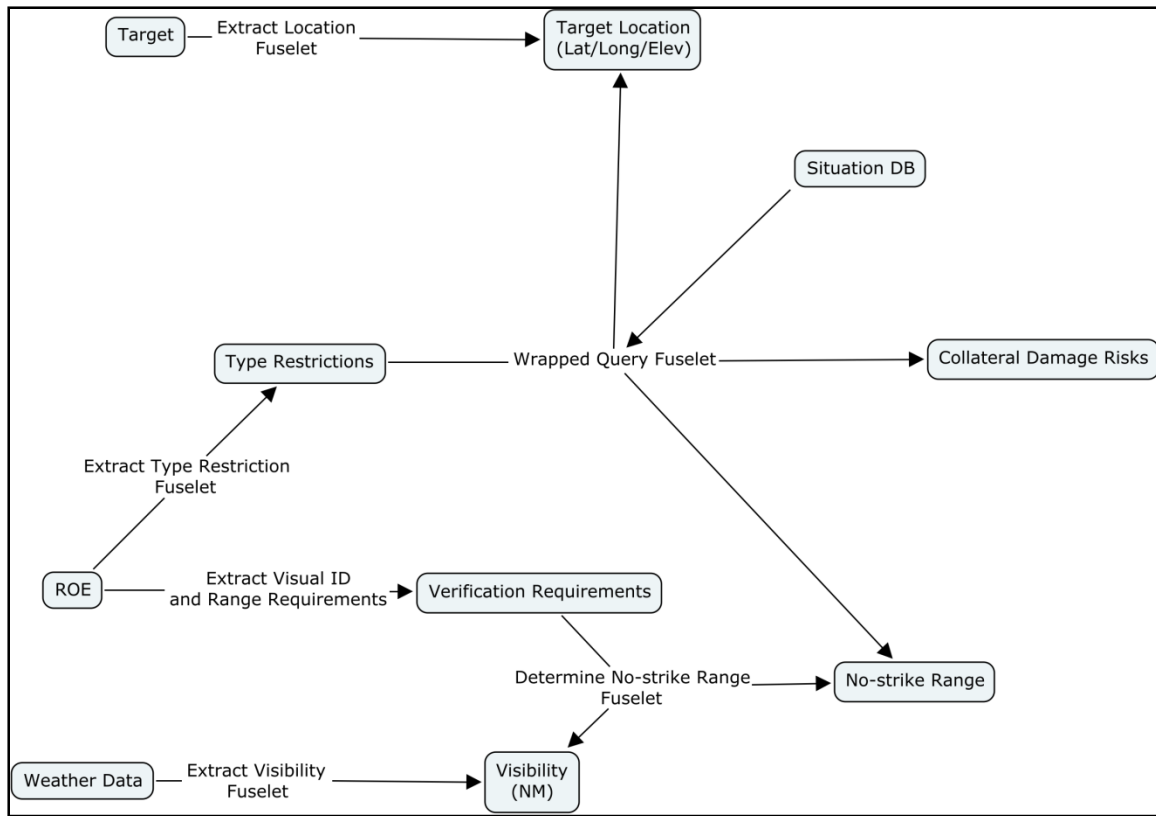 Target
Extract Location
Fuselet
Target Location
(Lat/Long/Elev)
Situation DB
Type Restrictions
Wrapped Query Fuselet
Collateral Damage Risks
Extract Type Restriction
Fuselet
ROE
Extract Visual ID
and Range Requirements
Verification Requirements
Determine No-strike Range
Fuselet
No-strike Range
Weather Data
Extract Visibility
Fuselet
Visibility
(NM)